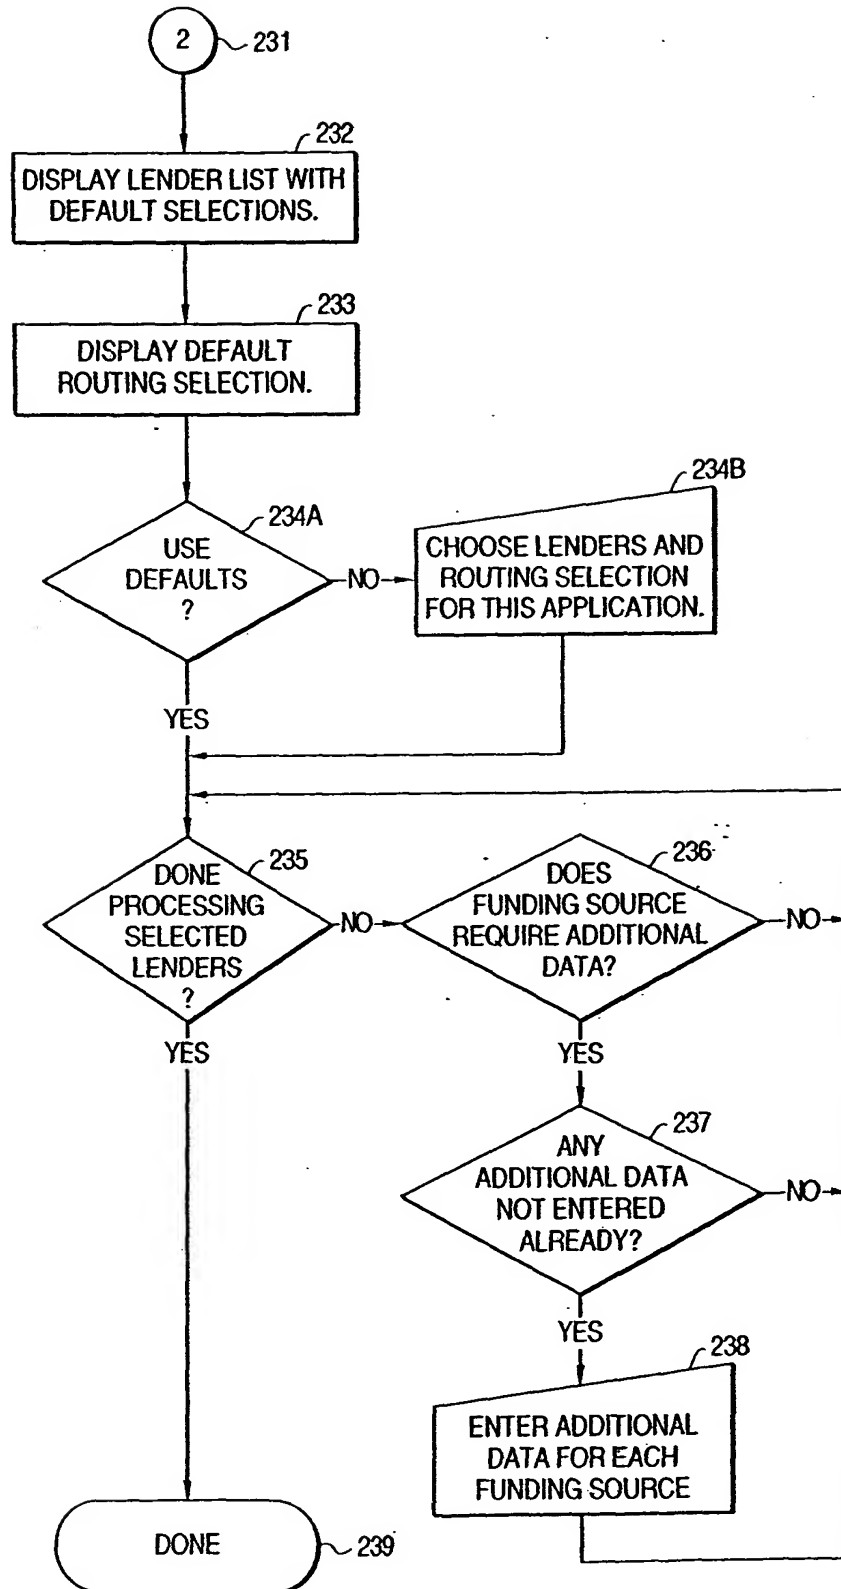 2
231
232
DISPLAY LENDER LIST WITH
DEFAULT SELECTIONS.
233
DISPLAY DEFAULT
ROUTING SELECTION.
234A
USE
DEFAULTS
?
NO
234B
CHOOSE LENDERS AND
ROUTING SELECTION
FOR THIS APPLICATION.
YES
235
DONE
PROCESSING
SELECTED
LENDERS
?
NO
236
DOES
FUNDING SOURCE
REQUIRE ADDITIONAL
DATA?
NO
YES
YES
237
ANY
ADDITIONAL DATA
NOT ENTERED
ALREADY?
NO
YES
238
ENTER ADDITIONAL
DATA FOR EACH
FUNDING SOURCE
DONE
239